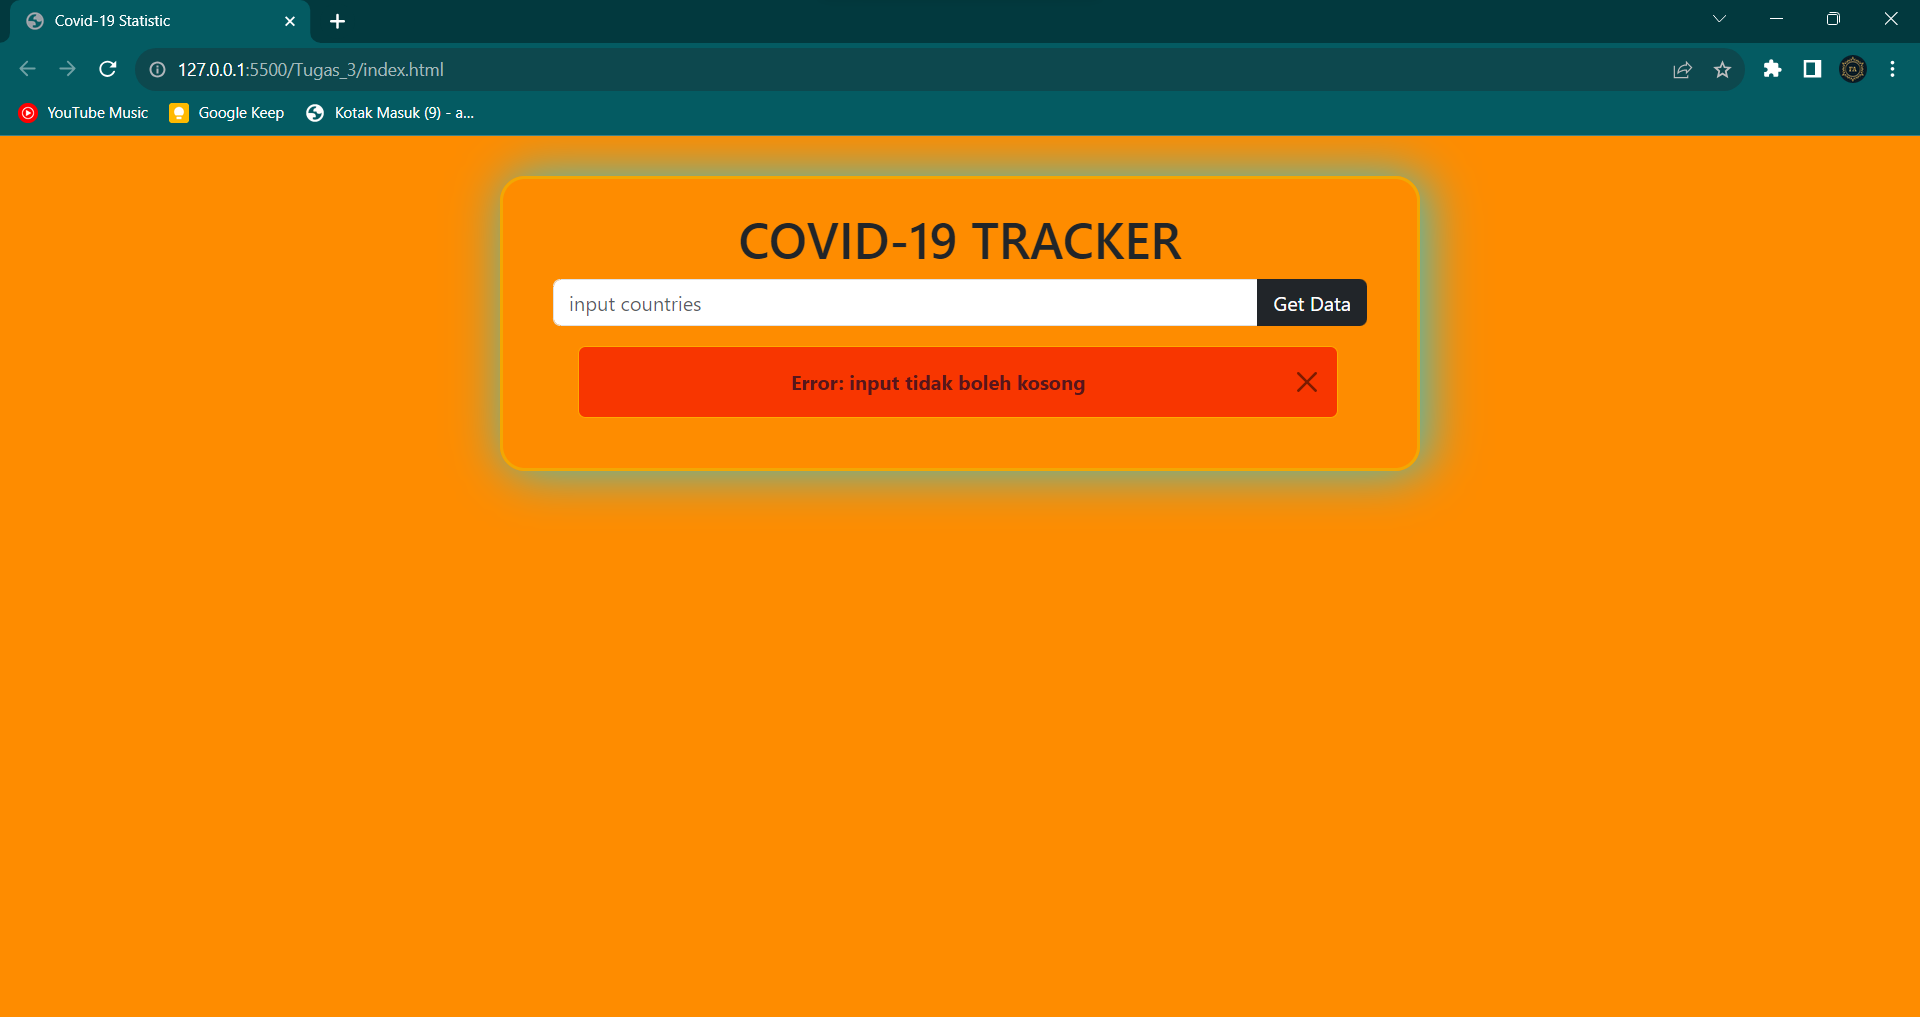 Covid-19 Statistic
127.0.0.1:5500/Tugas_3/index.html
YouTube Music Google Keep Kotak Masuk (9) - a...
COVID-19 TRACKER
input countries Get Data
Error: input tidak boleh kosong